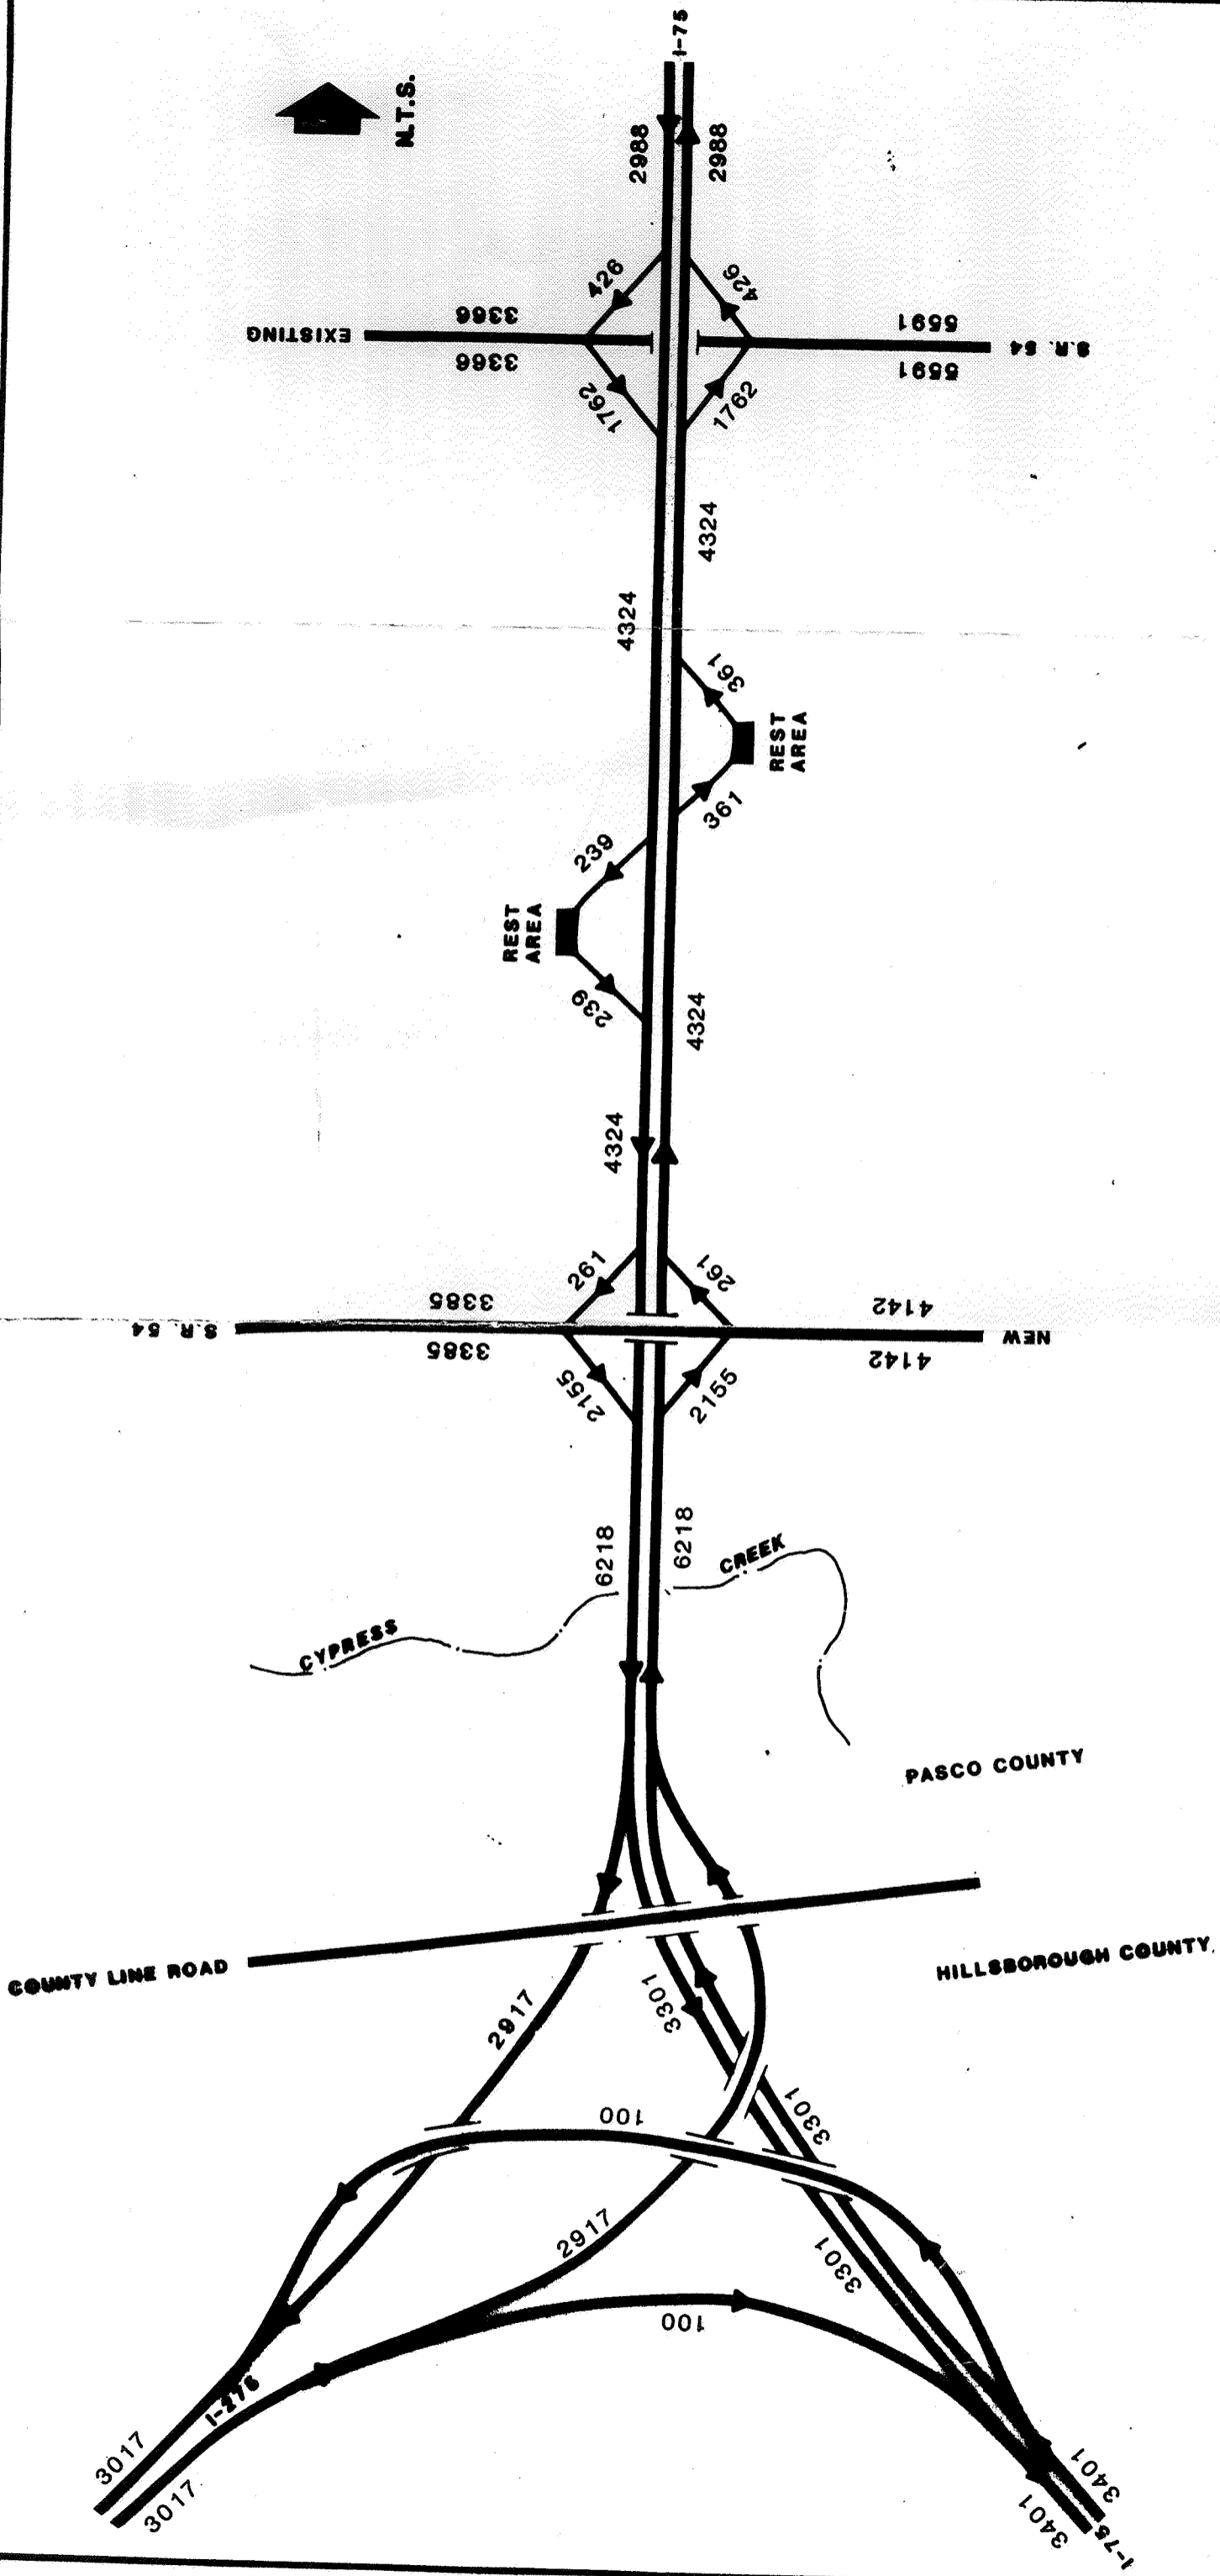 I-75
N.T.S.
2988
2988
426
426
EXISTING
3366
3366
5591
5591
S.R. 54
1762
1762
4324
4324
361
REST
AREA
361
239
REST
AREA
239
4324
4324
261
261
S.R. 54
3385
3385
4142
4142
NEW
2155
2155
6218
6218
CYPRESS
CREEK
PASCO COUNTY
COUNTY LINE ROAD
HILLSBOROUGH COUNTY
2917
3301
3301
100
2917
3301
100
I-275
3017
3017
3401
3401
I-75